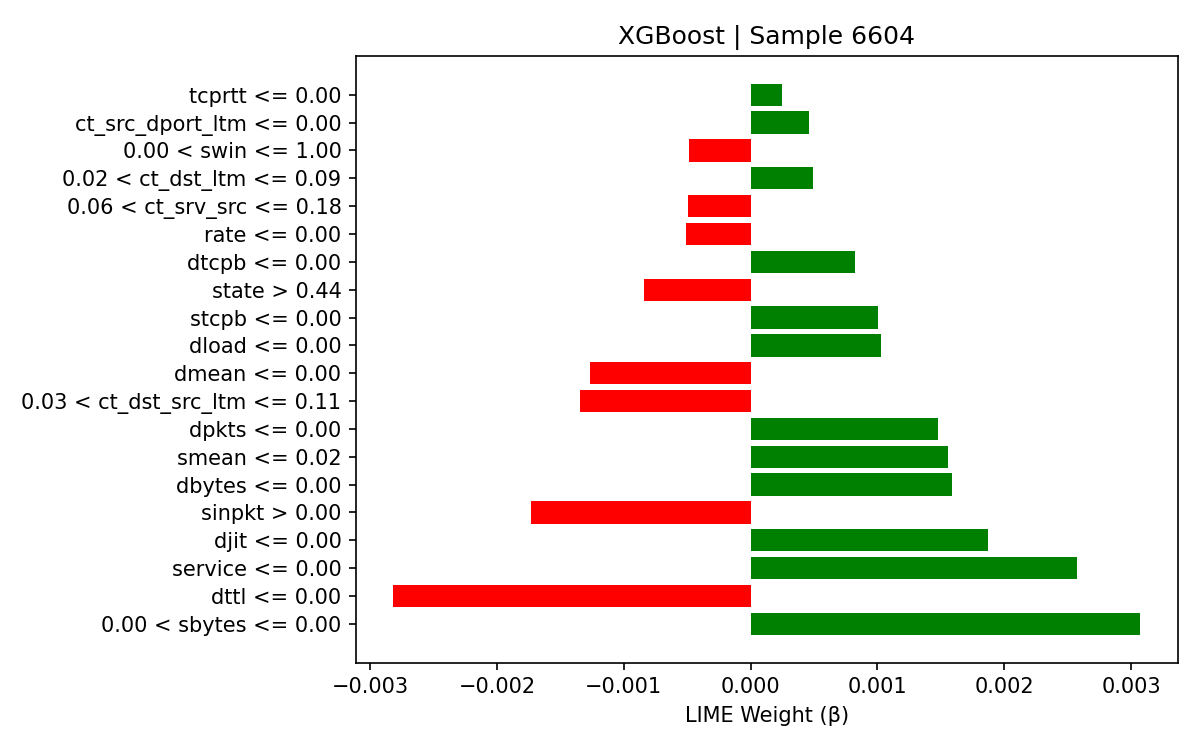 XGBoost | Sample 6604
tcprtt <= 0.00
ct_src_dport_ltm <= 0.00
0.00 < swin <= 1.00
0.02 < ct_dst_ltm <= 0.09
0.06 < ct_srv_src <= 0.18
rate <= 0.00
dtcpb <= 0.00
state > 0.44
stcpb <= 0.00
dload <= 0.00
dmean <= 0.00
0.03 < ct_dst_src_ltm <= 0.11
dpkts <= 0.00
smean <= 0.02
dbytes <= 0.00
sinpkt > 0.00
djit <= 0.00
service <= 0.00
dttl <= 0.00
0.00 < sbytes <= 0.00
−0.003 −0.002 −0.001 0.000 0.001 0.002 0.003
LIME Weight (β)